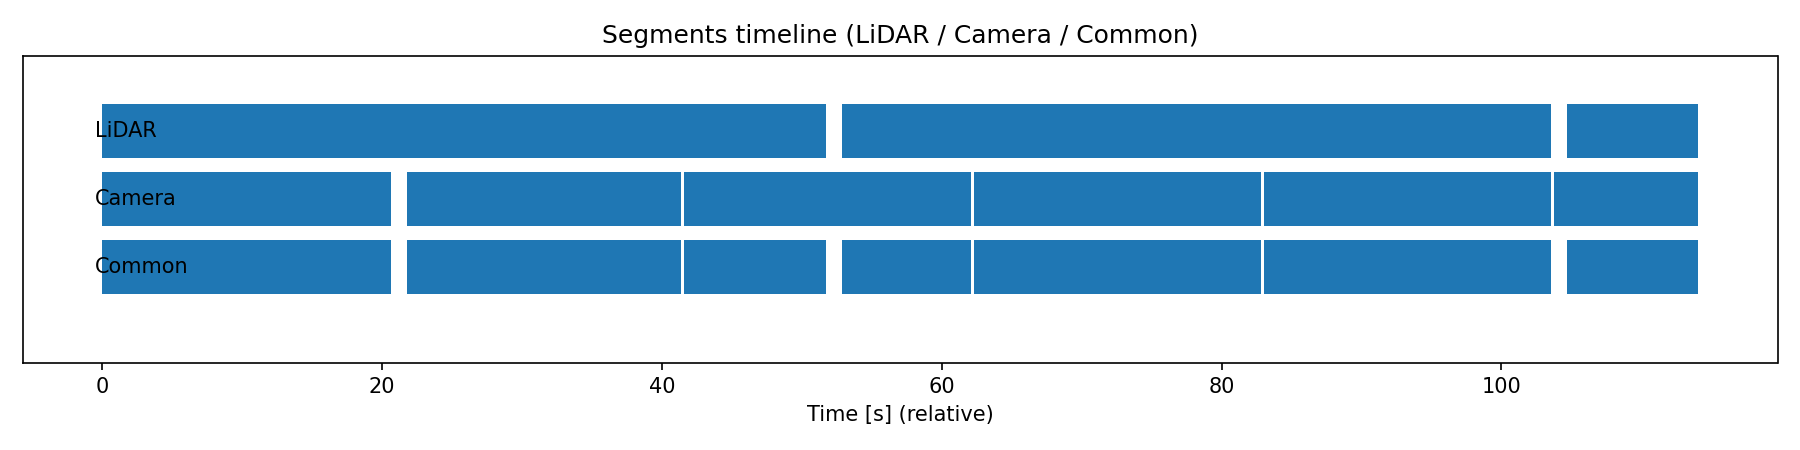 Segments timeline (LiDAR / Camera / Common)
LiDAR
Camera
Common
0 20 40 60 80 100
Time [s] (relative)